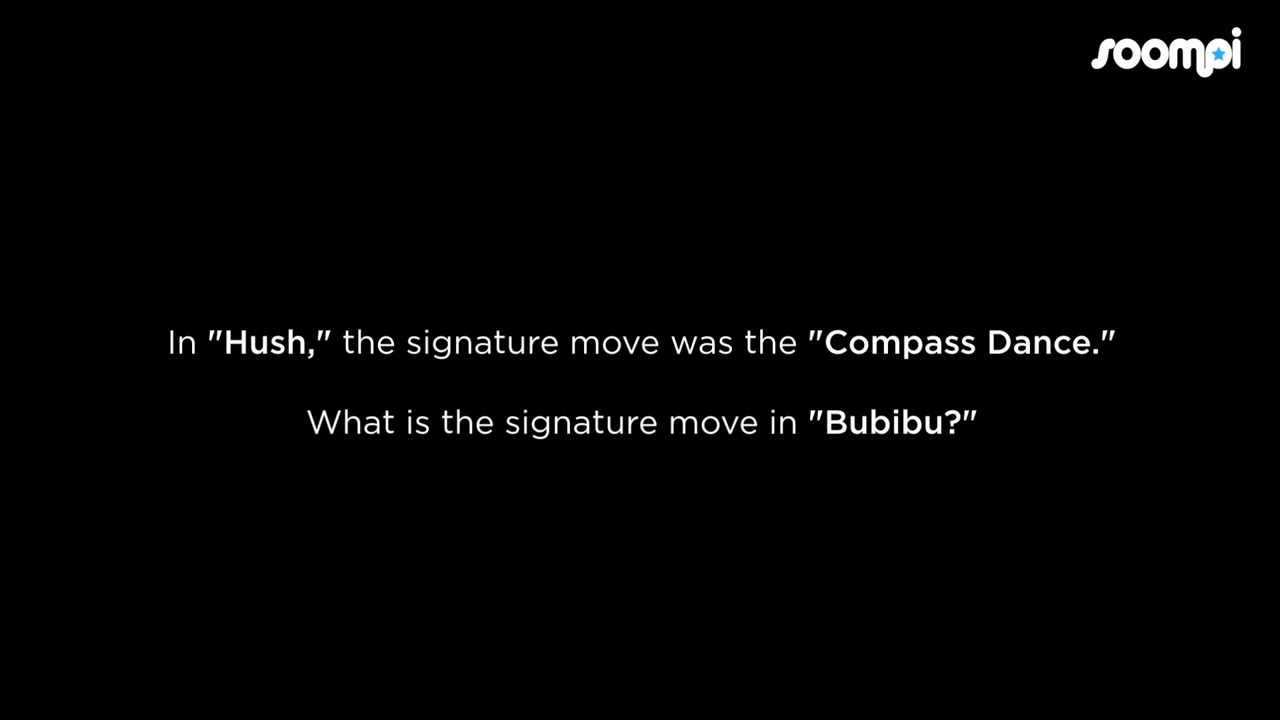 soompi
In "Hush," the signature move was the "Compass Dance."
What is the signature move in "Bubibu?"